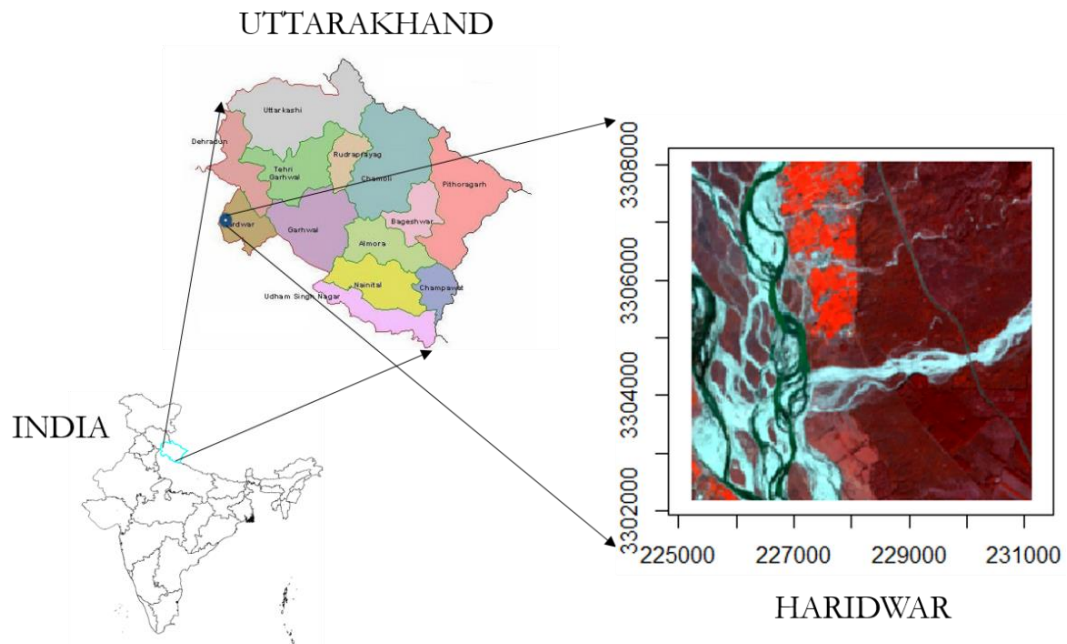 UTTARAKHAND
Uttarkashi
Dehradun
Rudraprayag
Tehri
Garhwal
Chamoli
Pithoragarh
Bageshwar
Garhwal
Almora
Nainital
Champawat
Udham Singh Nagar
INDIA
3308000
3306000
3304000
3302000
225000 227000 229000 231000
HARIDWAR